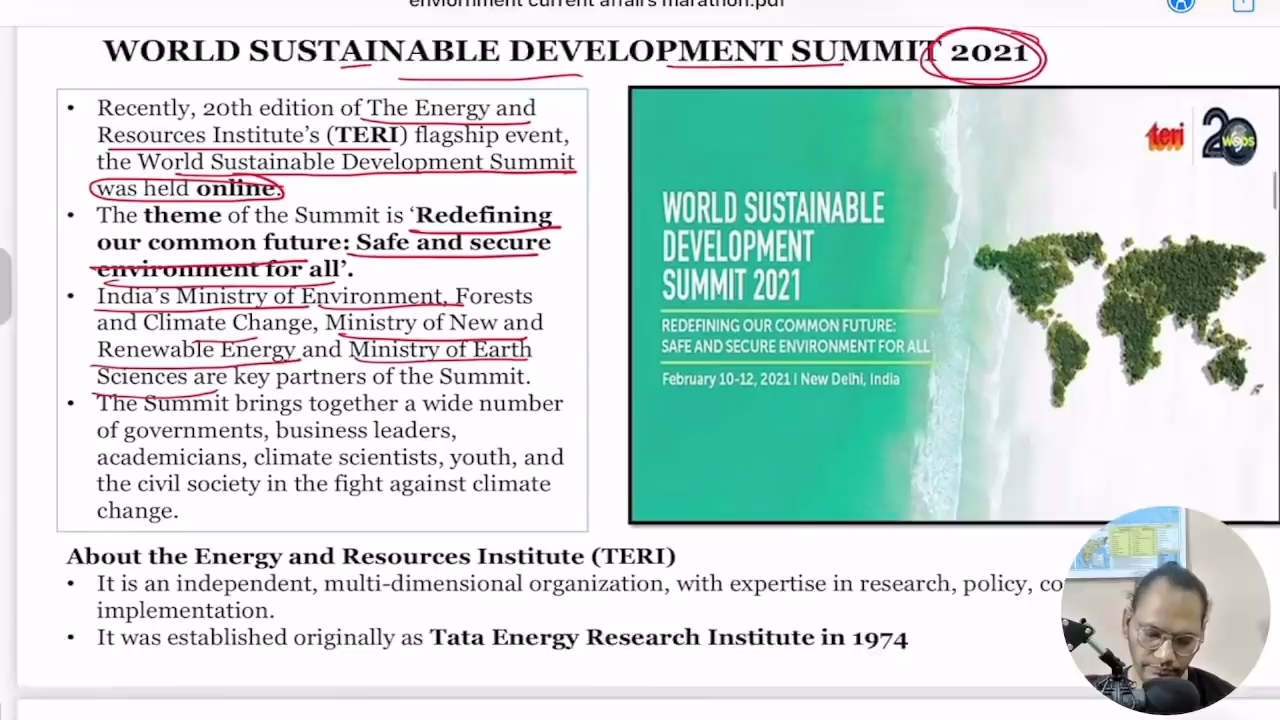 enviornment current affairs marathon.pdf
WORLD SUSTAINABLE DEVELOPMENT SUMMIT 2021
• Recently, 20th edition of The Energy and
Resources Institute's (TERI) flagship event,
the World Sustainable Development Summit
was held online.
• The theme of the Summit is ‘Redefining
our common future: Safe and secure
environment for all’.
• India's Ministry of Environment, Forests
and Climate Change, Ministry of New and
Renewable Energy and Ministry of Earth
Sciences are key partners of the Summit.
• The Summit brings together a wide number
of governments, business leaders,
academicians, climate scientists, youth, and
the civil society in the fight against climate
change.
teri
20
WSDS
WORLD SUSTAINABLE
DEVELOPMENT
SUMMIT 2021
REDEFINING OUR COMMON FUTURE:
SAFE AND SECURE ENVIRONMENT FOR ALL
February 10-12, 2021 I New Delhi, India
About the Energy and Resources Institute (TERI)
• It is an independent, multi-dimensional organization, with expertise in research, policy,
implementation.
• It was established originally as Tata Energy Research Institute in 1974